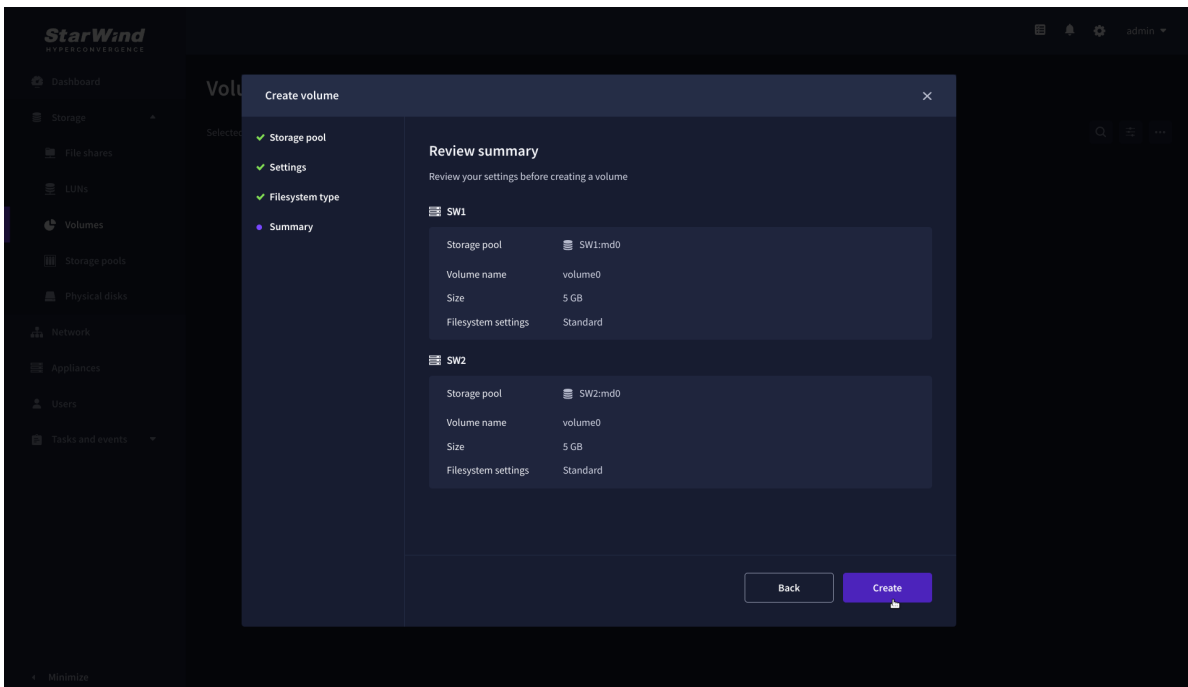 StarWind
HYPERCONVERGENCE
admin
Dashboard
Storage
File shares
LUNs
Volumes
Storage pools
Physical disks
Network
Appliances
Users
Tasks and events
Minimize
Volu
Selected
Create volume
Storage pool
Settings
Filesystem type
Summary
Review summary
Review your settings before creating a volume
SW1
Storage pool SW1:md0
Volume name volume0
Size 5 GB
Filesystem settings Standard
SW2
Storage pool SW2:md0
Volume name volume0
Size 5 GB
Filesystem settings Standard
Back Create